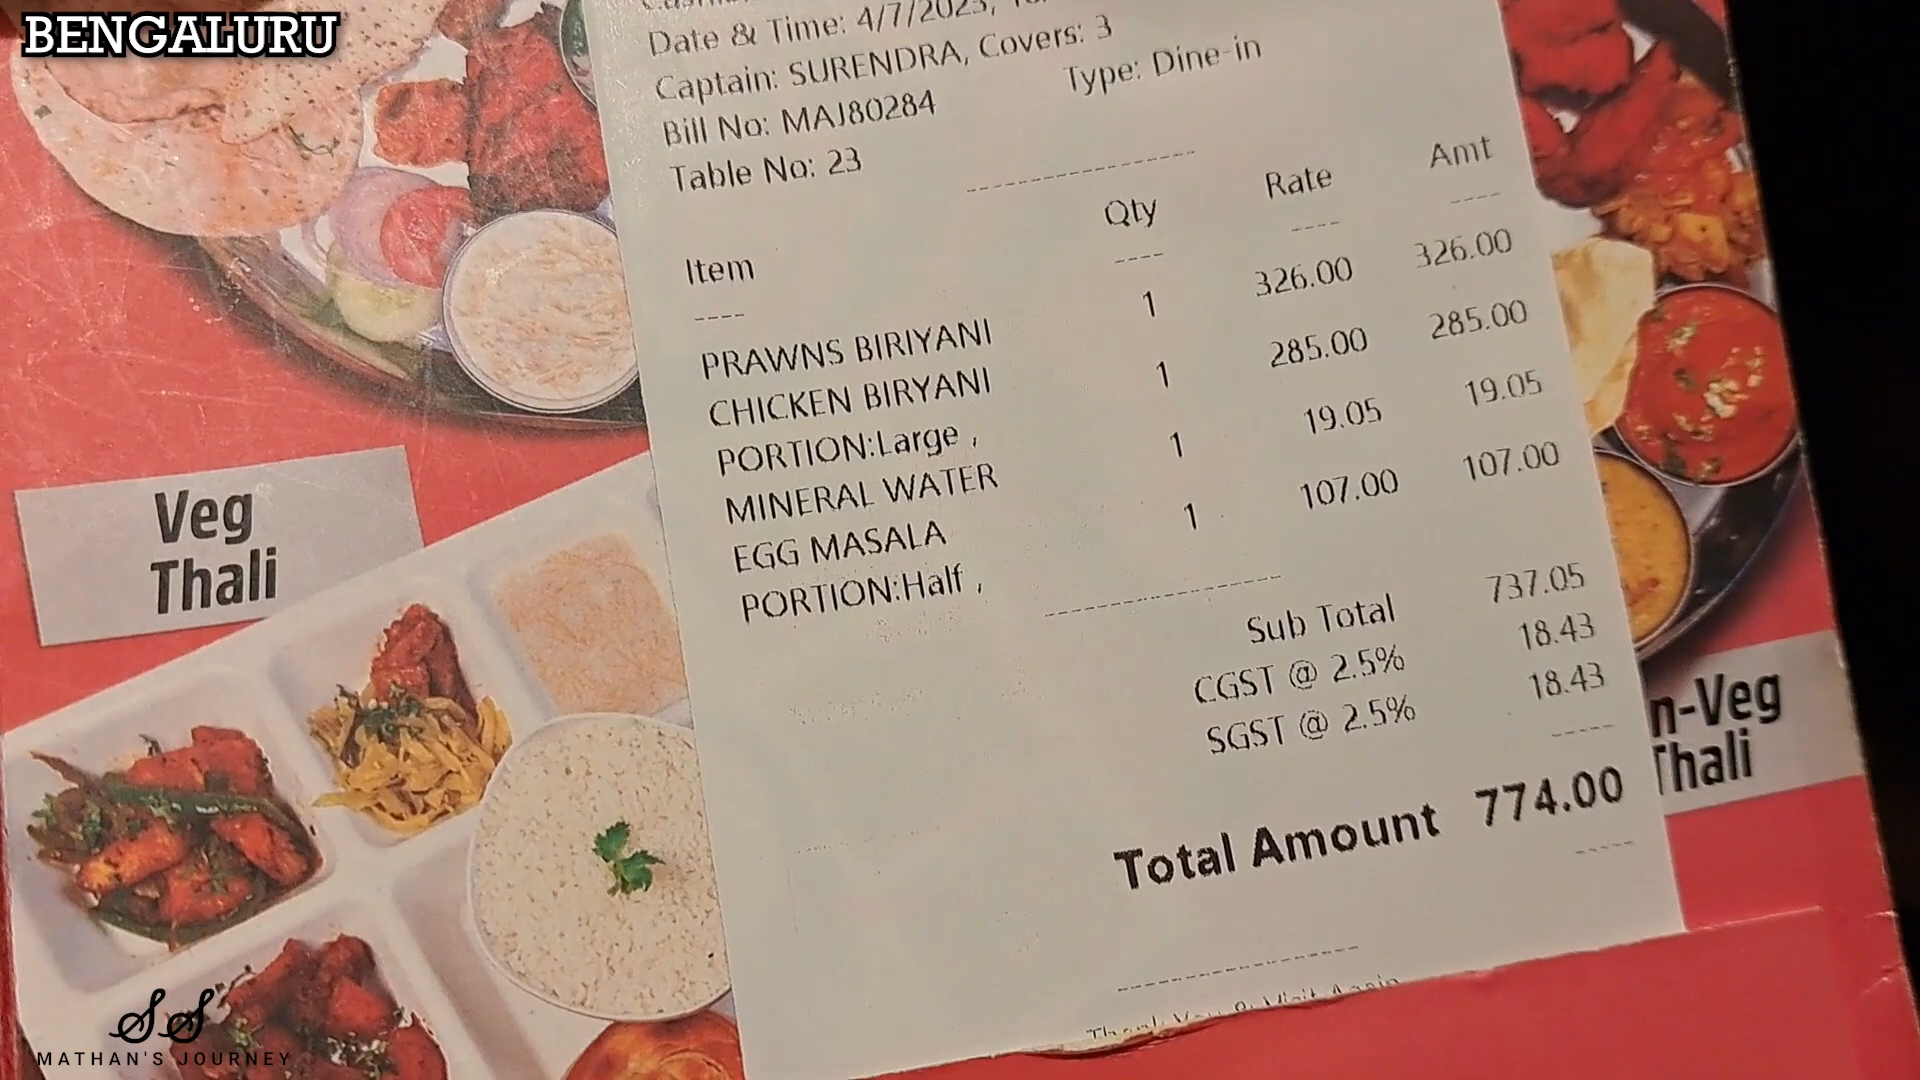 BENGALURU
Date & Time: 4/7/2023,
Captain: SURENDRA, Covers: 3
Bill No: MAJ80284 Type: Dine-in
Table No: 23
Item Qty Rate Amt
PRAWNS BIRIYANI 1 326.00 326.00
CHICKEN BIRYANI 1 285.00 285.00
PORTION:Large ,
MINERAL WATER 1 19.05 19.05
EGG MASALA 1 107.00 107.00
PORTION:Half ,
Sub Total 737.05
CGST @ 2.5% 18.43
SGST @ 2.5% 18.43
Total Amount 774.00
Thank You & Visit Again
Veg
Thali
n-Veg
Thali
MATHAN'S JOURNEY